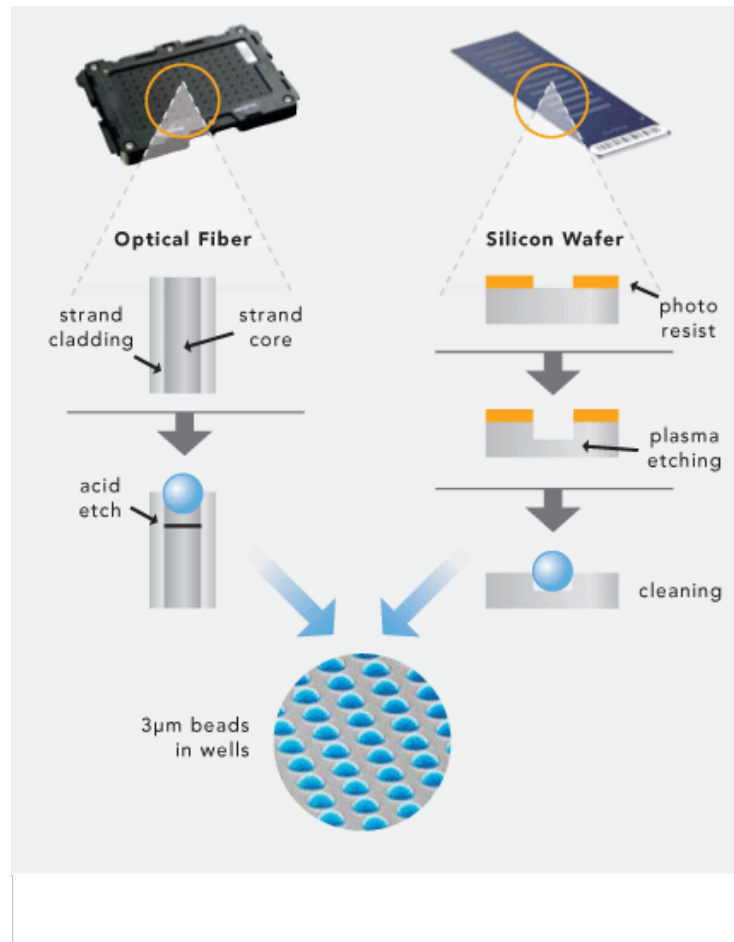 Optical Fiber
Silicon Wafer
strand
cladding
strand
core
photo
resist
plasma
etching
acid
etch
cleaning
3µm beads
in wells